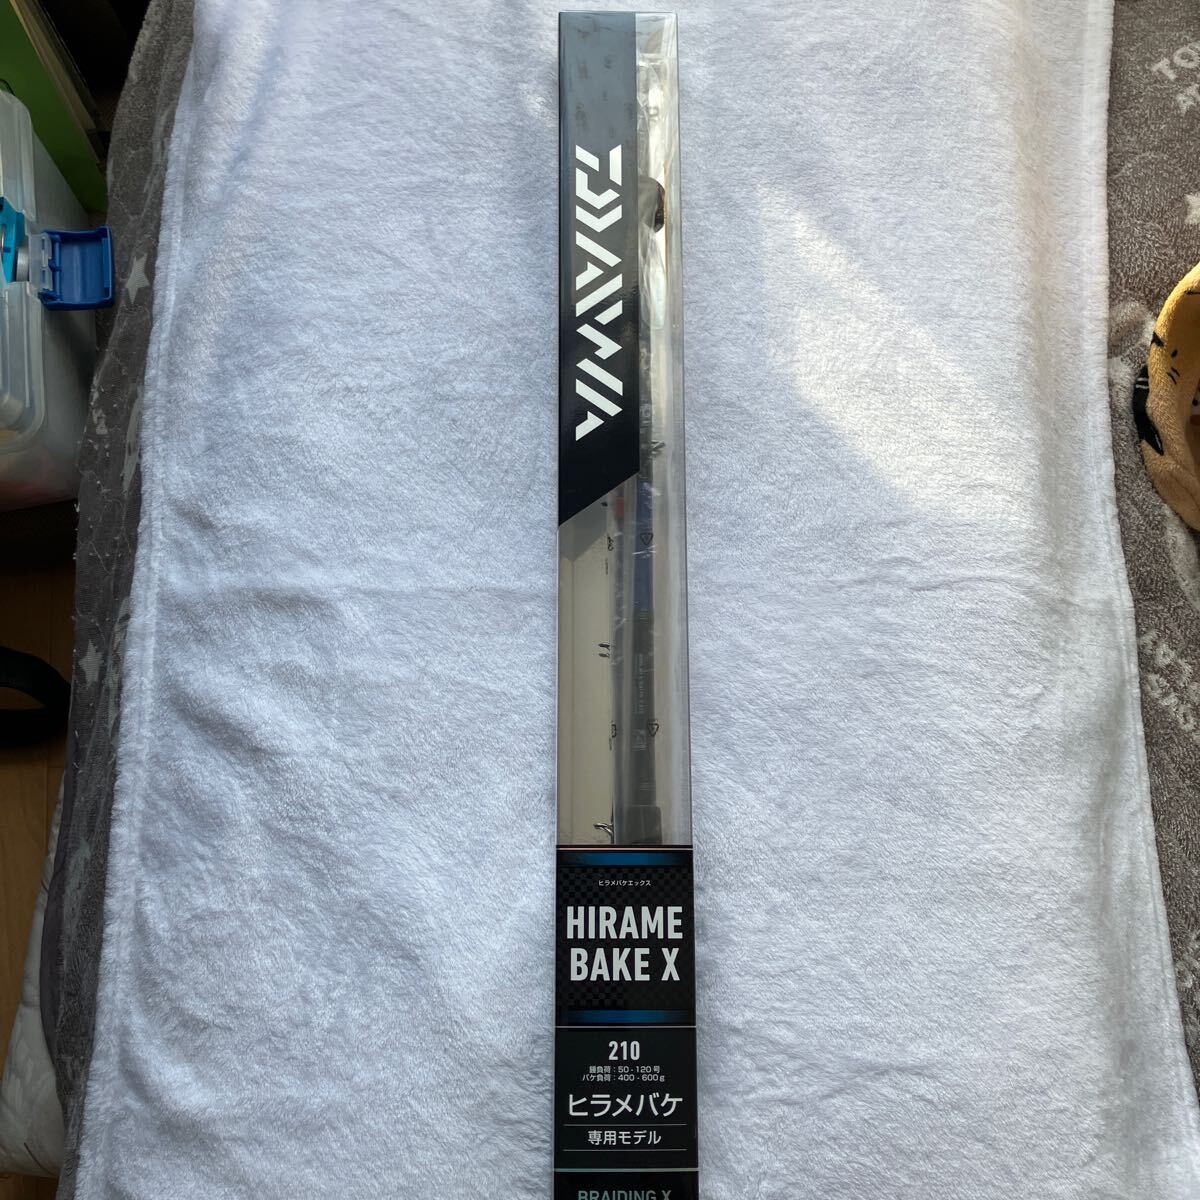 DAIWA
ヒラメバケエックス
HIRAME
BAKE X
210
錘負荷:50-120号
バケ負荷:400-600g
ヒラメバケ
専用モデル
BRAIDING X